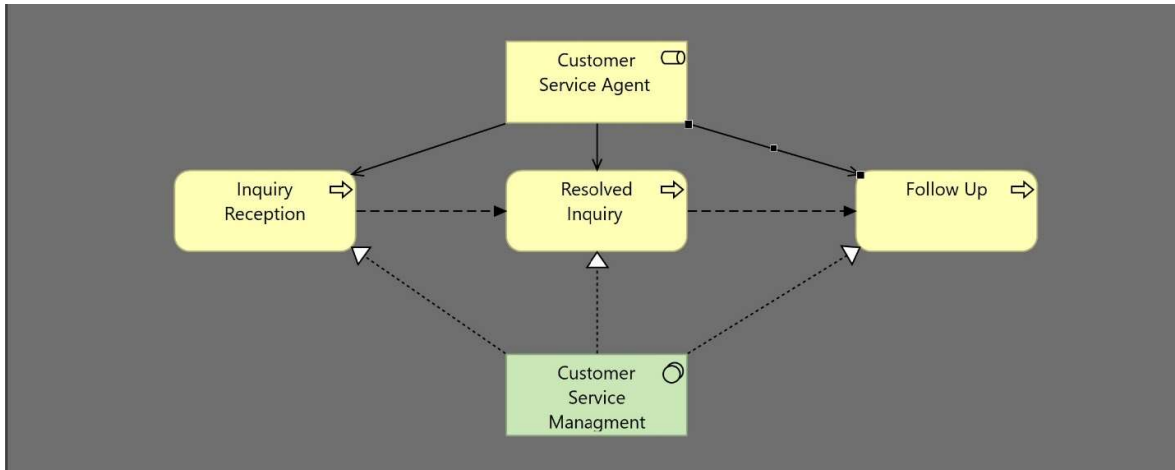 Customer
Service Agent
Inquiry
Reception
Resolved
Inquiry
Follow Up
Customer
Service
Managment